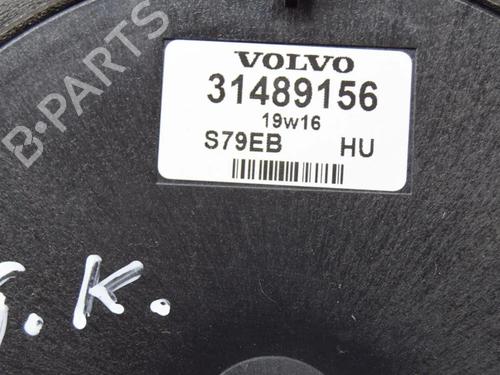 VOLVO
31489156
19w16
S79EB HU
B-PARTS
K.